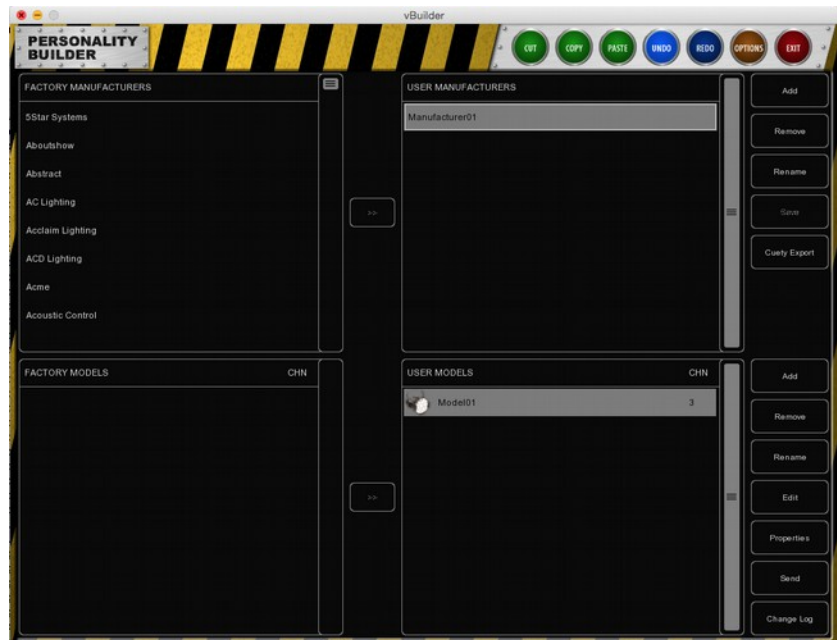 vBuilder
PERSONALITY
BUILDER
CUT COPY PASTE UNDO REDO OPTIONS EXIT
FACTORY MANUFACTURERS
5Star Systems
Aboutshow
Abstract
AC Lighting
Acclaim Lighting
ACD Lighting
Acme
Acoustic Control
>>
USER MANUFACTURERS
Manufacturer01
Add
Remove
Rename
Save
Cuety Export
FACTORY MODELS CHN
>>
USER MODELS CHN
Model01 3
Add
Remove
Rename
Edit
Properties
Send
Change Log